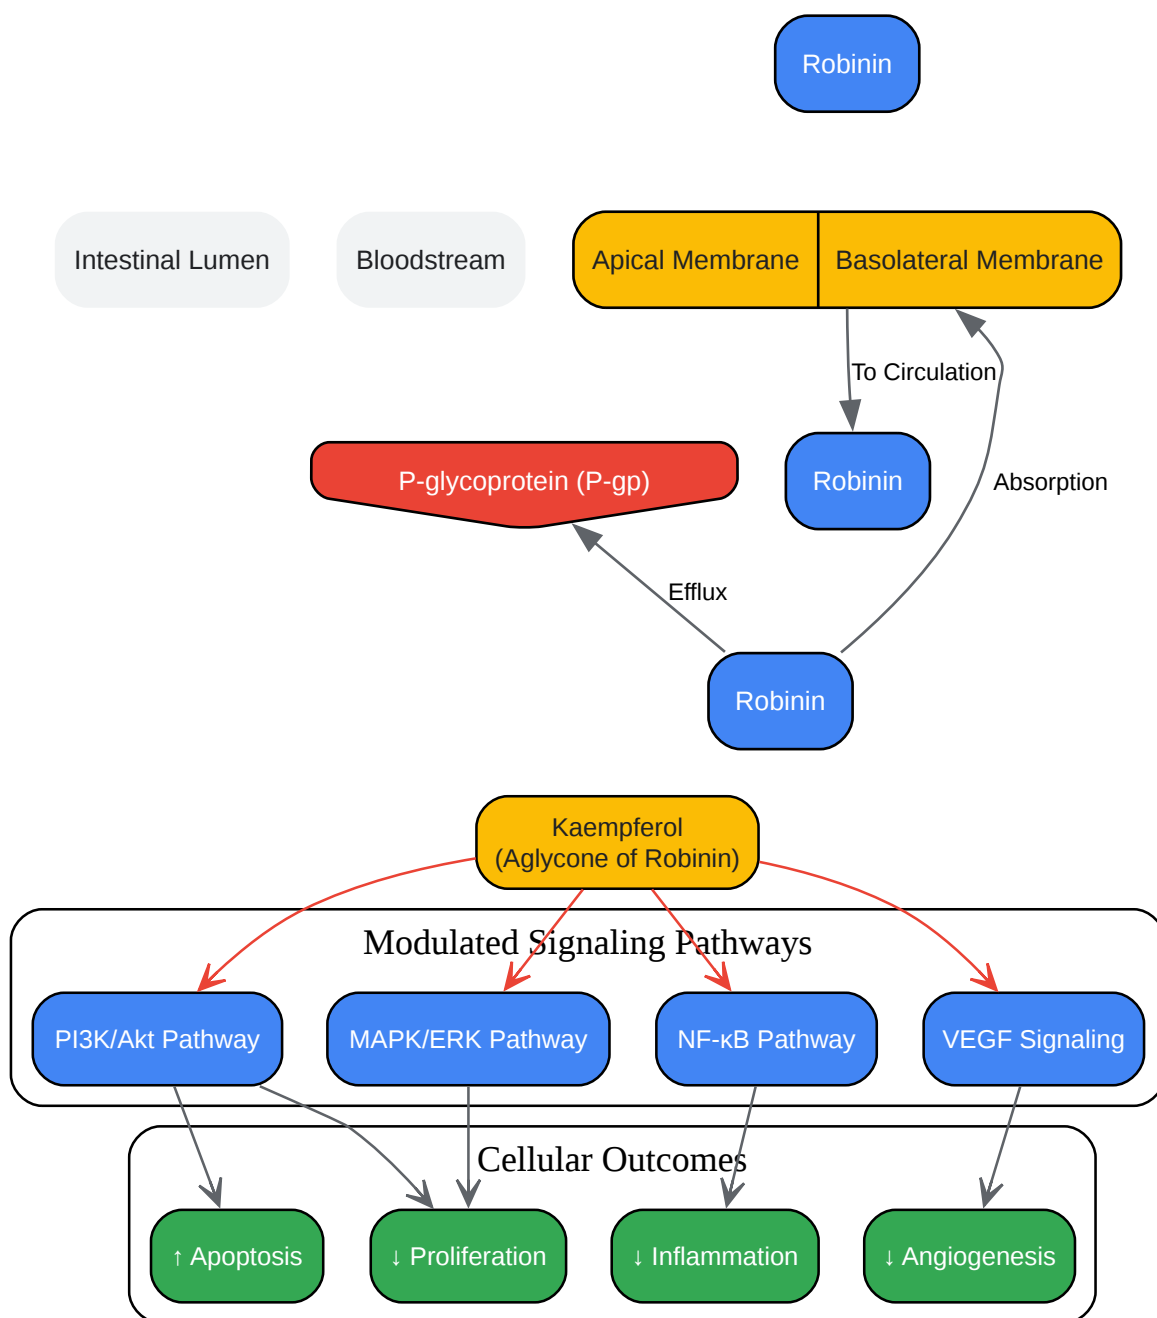 Robinin
Intestinal Lumen
Bloodstream
Apical Membrane
Basolateral Membrane
To Circulation
P-glycoprotein (P-gp)
Robinin
Absorption
Efflux
Robinin
Kaempferol
(Aglycone of Robinin)
Modulated Signaling Pathways
PI3K/Akt Pathway
MAPK/ERK Pathway
NF-κB Pathway
VEGF Signaling
Cellular Outcomes
↑ Apoptosis
↓ Proliferation
↓ Inflammation
↓ Angiogenesis